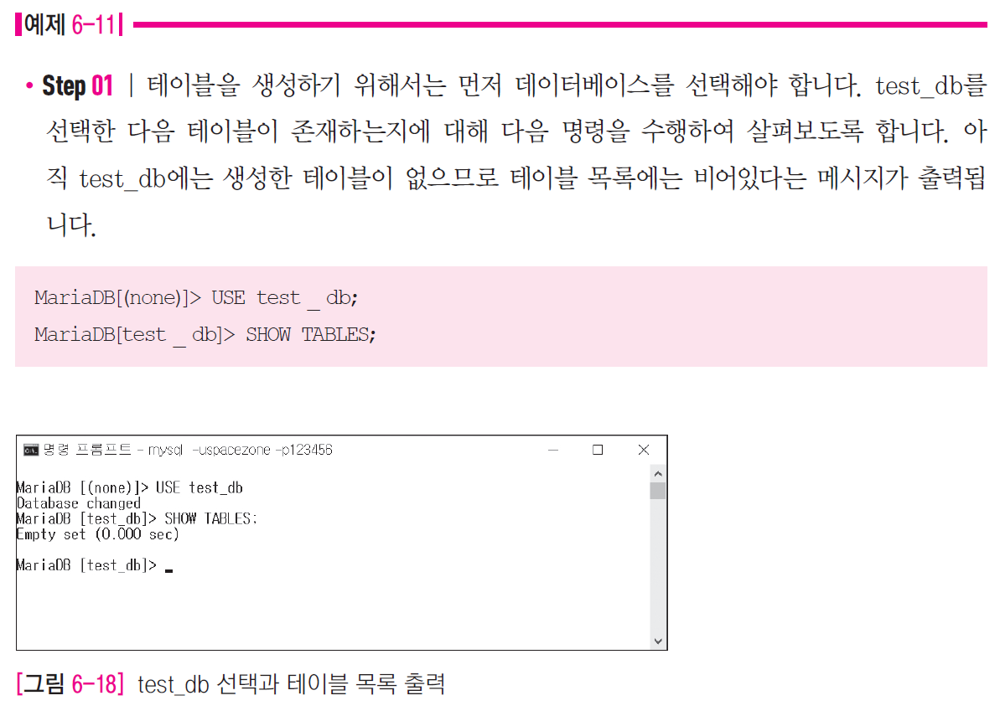 예제 6-11
• Step 01 | 테이블을 생성하기 위해서는 먼저 데이터베이스를 선택해야 합니다. test_db를
선택한 다음 테이블이 존재하는지에 대해 다음 명령을 수행하여 살펴보도록 합니다. 아
직 test_db에는 생성한 테이블이 없으므로 테이블 목록에는 비어있다는 메시지가 출력됩
니다.
MariaDB[(none)]> USE test _ db;
MariaDB[test _ db]> SHOW TABLES;
명령 프롬프트 - mysql -uspacezone -p123456
MariaDB [(none)]> USE test_db
Database changed
MariaDB [test_db]> SHOW TABLES;
Empty set (0.000 sec)
MariaDB [test_db]> _
[그림 6-18] test_db 선택과 테이블 목록 출력